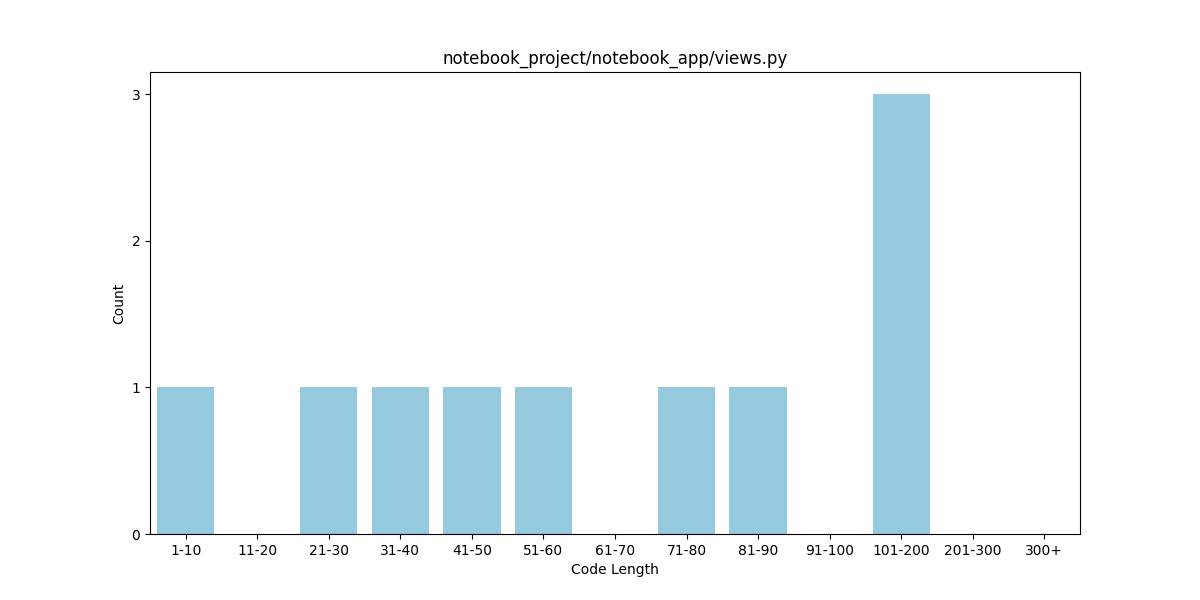 notebook_project/notebook_app/views.py
3
2
1
0
Count
1-10 11-20 21-30 31-40 41-50 51-60 61-70 71-80 81-90 91-100 101-200 201-300 300+
Code Length